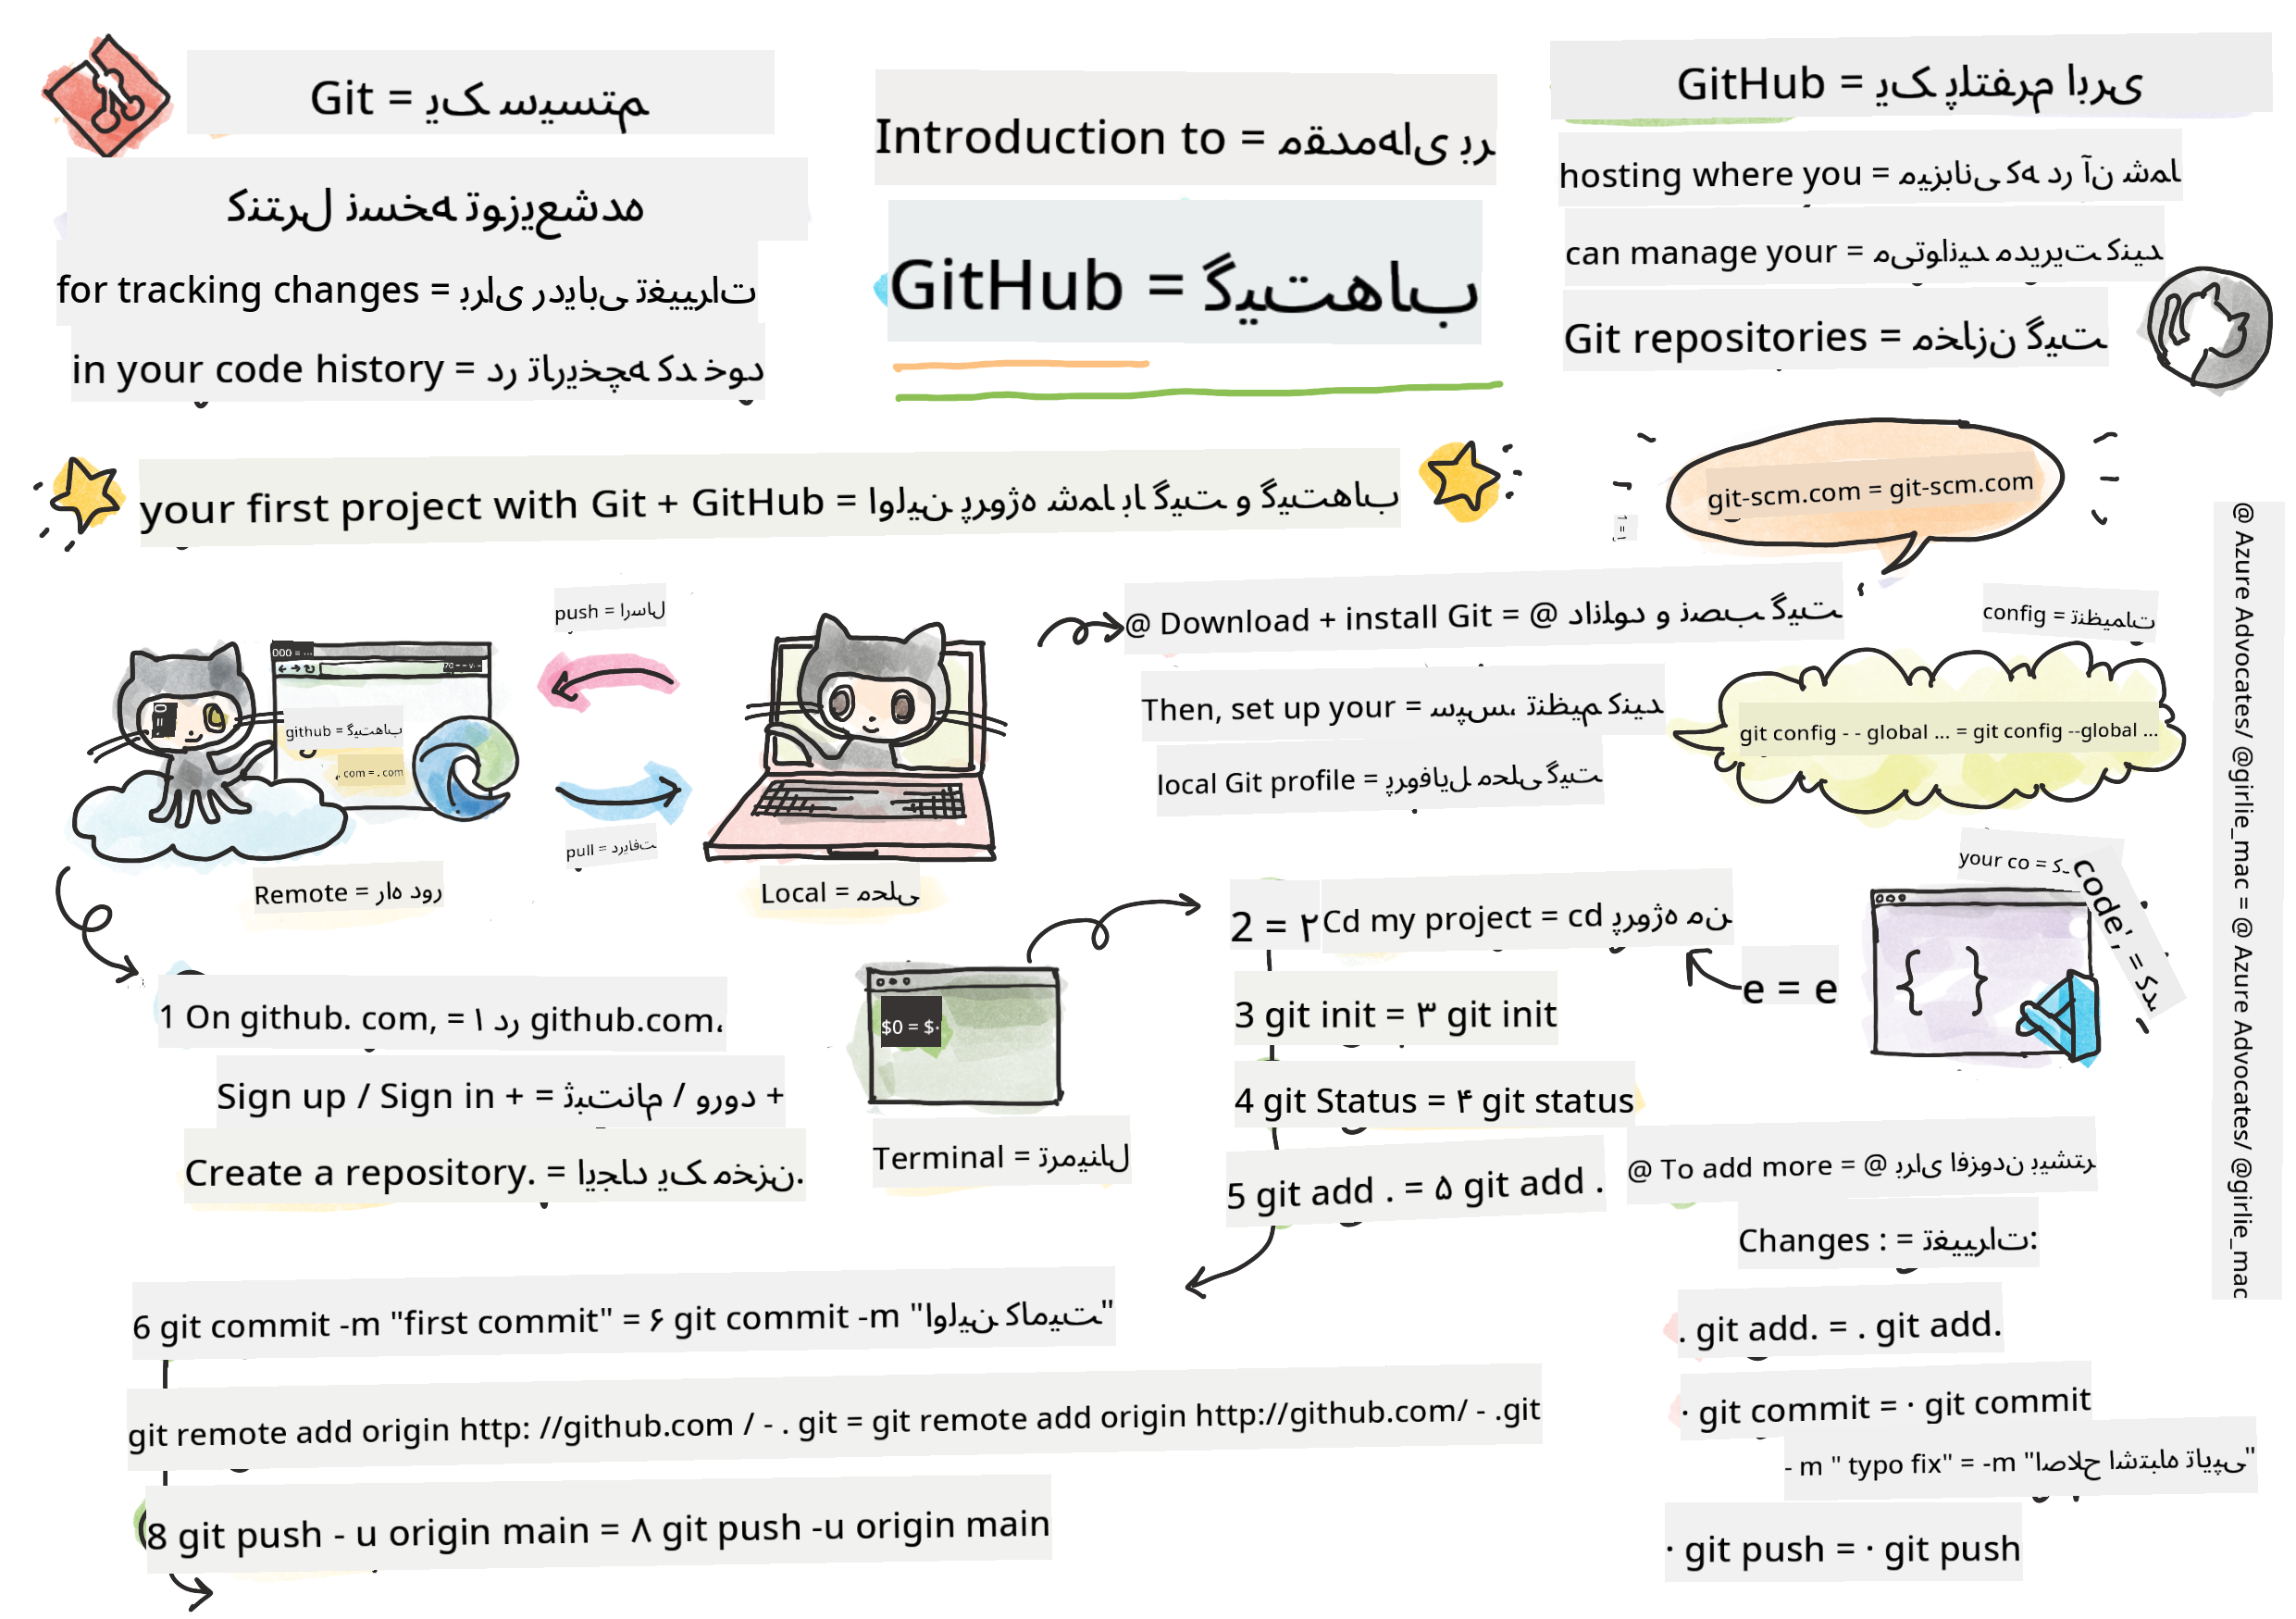 Git = یک سیستم
کنترل نسخه توزیع‌شده
for tracking changes = برای ردیابی تغییرات
in your code history = در تاریخچه کد خود
Introduction to = مقدمه‌ای بر
GitHub = گیت‌هاب
GitHub = یک پلتفرم ابری
hosting where you = میزبانی که در آن شما
can manage your = می‌توانید مدیریت کنید
Git repositories = مخازن گیت
your first project with Git + GitHub = اولین پروژه شما با گیت و گیت‌هاب
git-scm.com = git-scm.com
1 = ۱
@ Azure Advocates/ @girlie_mac = @ Azure Advocates/ @girlie_mac
push = ارسال
000 = ...
github = گیت‌هاب
. com = . com
pull = دریافت
Remote = راه دور
Local = محلی
@ Download + install Git = @ دانلود و نصب گیت
Then, set up your = سپس، تنظیم کنید
local Git profile = پروفایل محلی گیت
config = تنظیمات
git config - - global ... = git config --global ...
your co = کد
code', = کد
1 On github. com, = ۱ در github.com،
Sign up / Sign in + = ثبت‌نام / ورود +
Create a repository. = ایجاد یک مخزن.
$0 = $۰
Terminal = ترمینال
2 = ۲
Cd my project = cd پروژه من
e = e
3 git init = ۳ git init
4 git Status = ۴ git status
5 git add . = ۵ git add .
6 git commit -m "first commit" = ۶ git commit -m "اولین کامیت"
git remote add origin http: //github.com / - . git = git remote add origin http://github.com/ - .git
8 git push - u origin main = ۸ git push -u origin main
@ To add more = @ برای افزودن بیشتر
Changes : = تغییرات:
. git add. = . git add.
· git commit = · git commit
- m " typo fix" = -m "اصلاح اشتباه تایپی"
· git push = · git push